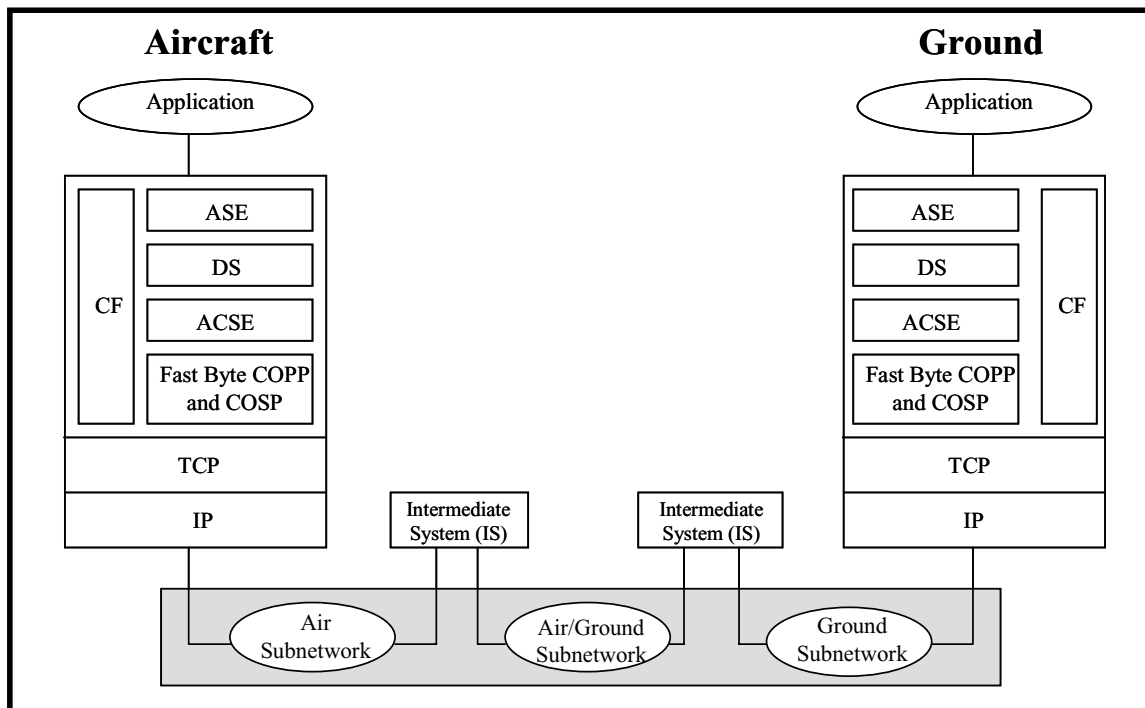 Aircraft
Ground
Application
Application
CF
ASE
DS
ACSE
Fast Byte COPP
and COSP
TCP
IP
ASE
DS
ACSE
Fast Byte COPP
and COSP
CF
TCP
IP
Intermediate
System (IS)
Intermediate
System (IS)
Air
Subnetwork
Air/Ground
Subnetwork
Ground
Subnetwork